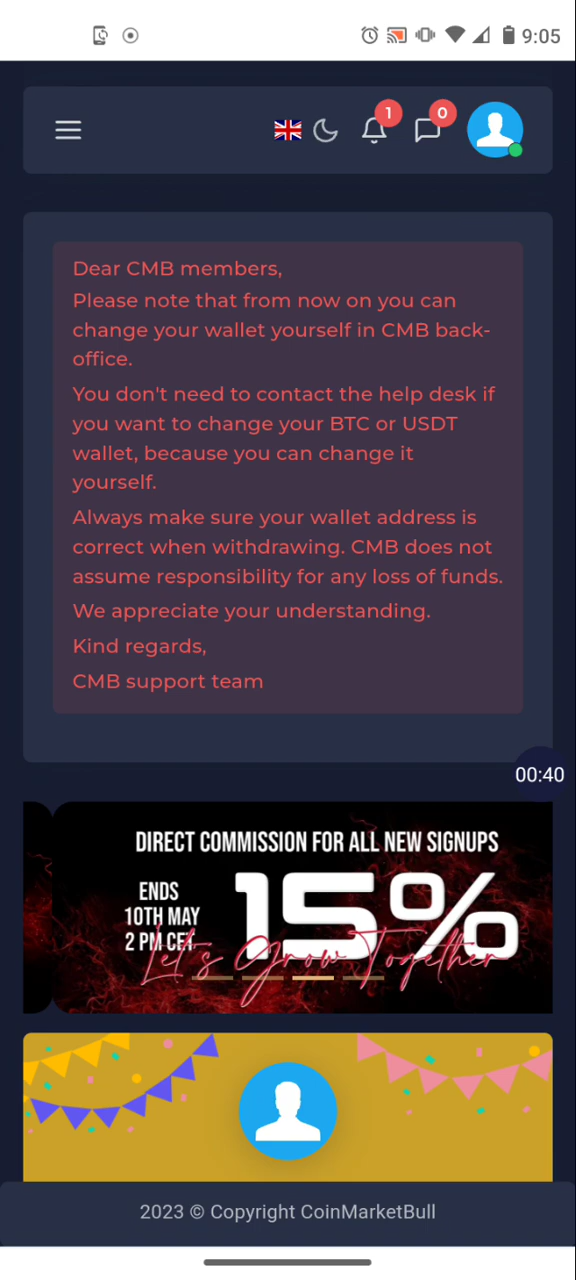 9:05
1
0
Dear CMB members,
Please note that from now on you can
change your wallet yourself in CMB back-
office.
You don't need to contact the help desk if
you want to change your BTC or USDT
wallet, because you can change it
yourself.
Always make sure your wallet address is
correct when withdrawing. CMB does not
assume responsibility for any loss of funds.
We appreciate your understanding.
Kind regards,
CMB support team
00:40
DIRECT COMMISSION FOR ALL NEW SIGNUPS
ENDS
10TH MAY
2 PM CET
15%
Let's Grow Together
2023 © Copyright CoinMarketBull